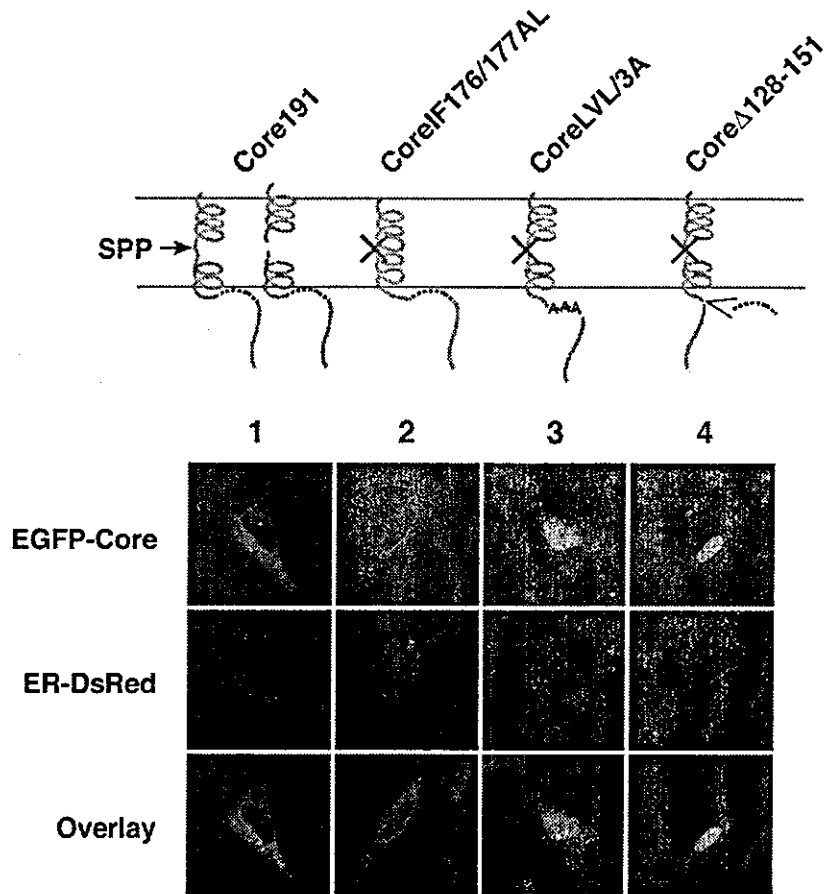 Core191
CoreIF176/177AL
CoreLVL/3A
CoreΔ128-151
SPP
AAA
1 2 3 4
EGFP-Core
ER-DsRed
Overlay